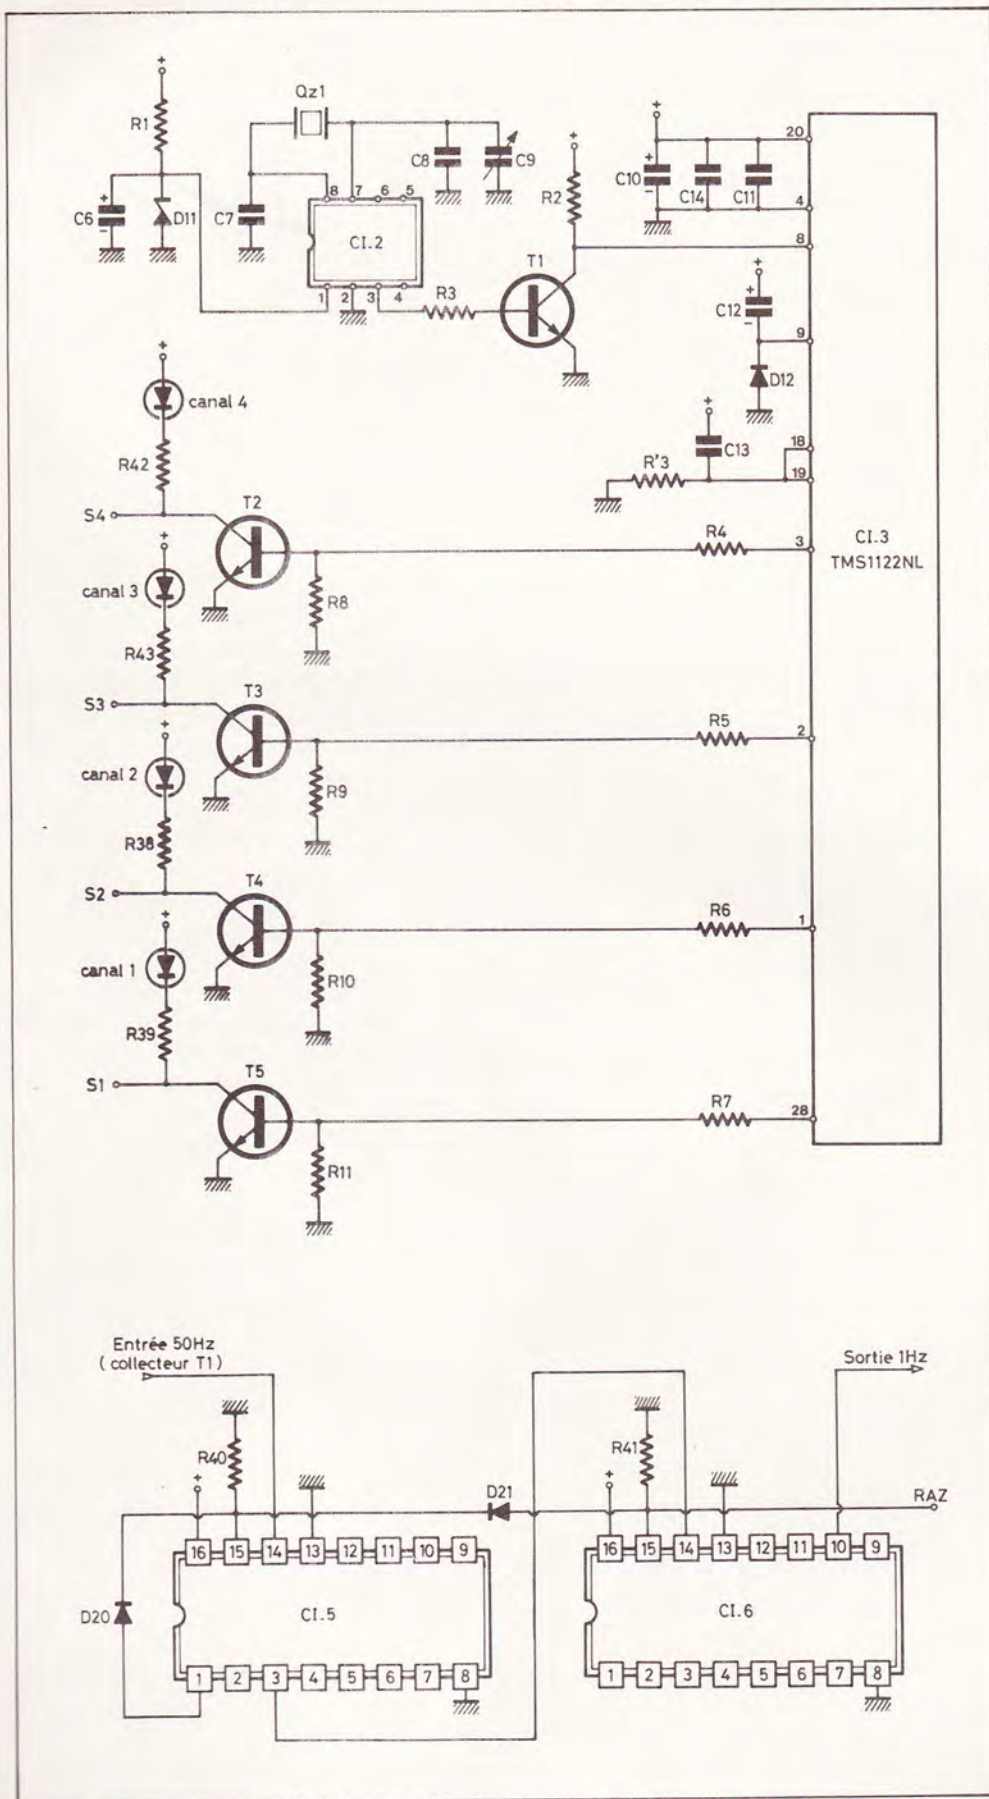 +
R1
+
C6
-
D11
Qz1
C7
C8
C9
8 7 6 5
CI.2
1 2 3 4
R3
+
R2
T1
+
+
C10
-
C14
C11
20
4
8
+
+
C12
-
9
D12
+
C13
18
R'3
19
CI.3
TMS1122NL
+
canal 4
R42
S4
T2
R8
R4
3
+
canal 3
R43
S3
T3
R9
R5
2
+
canal 2
R38
S2
T4
R10
R6
1
+
canal 1
R39
S1
T5
R11
R7
28
Entrée 50Hz
(collecteur T1)
Sortie 1Hz
+
R40
D21
+
R41
RAZ
16 15 14 13 12 11 10 9
D20
CI.5
1 2 3 4 5 6 7 8
16 15 14 13 12 11 10 9
CI.6
1 2 3 4 5 6 7 8